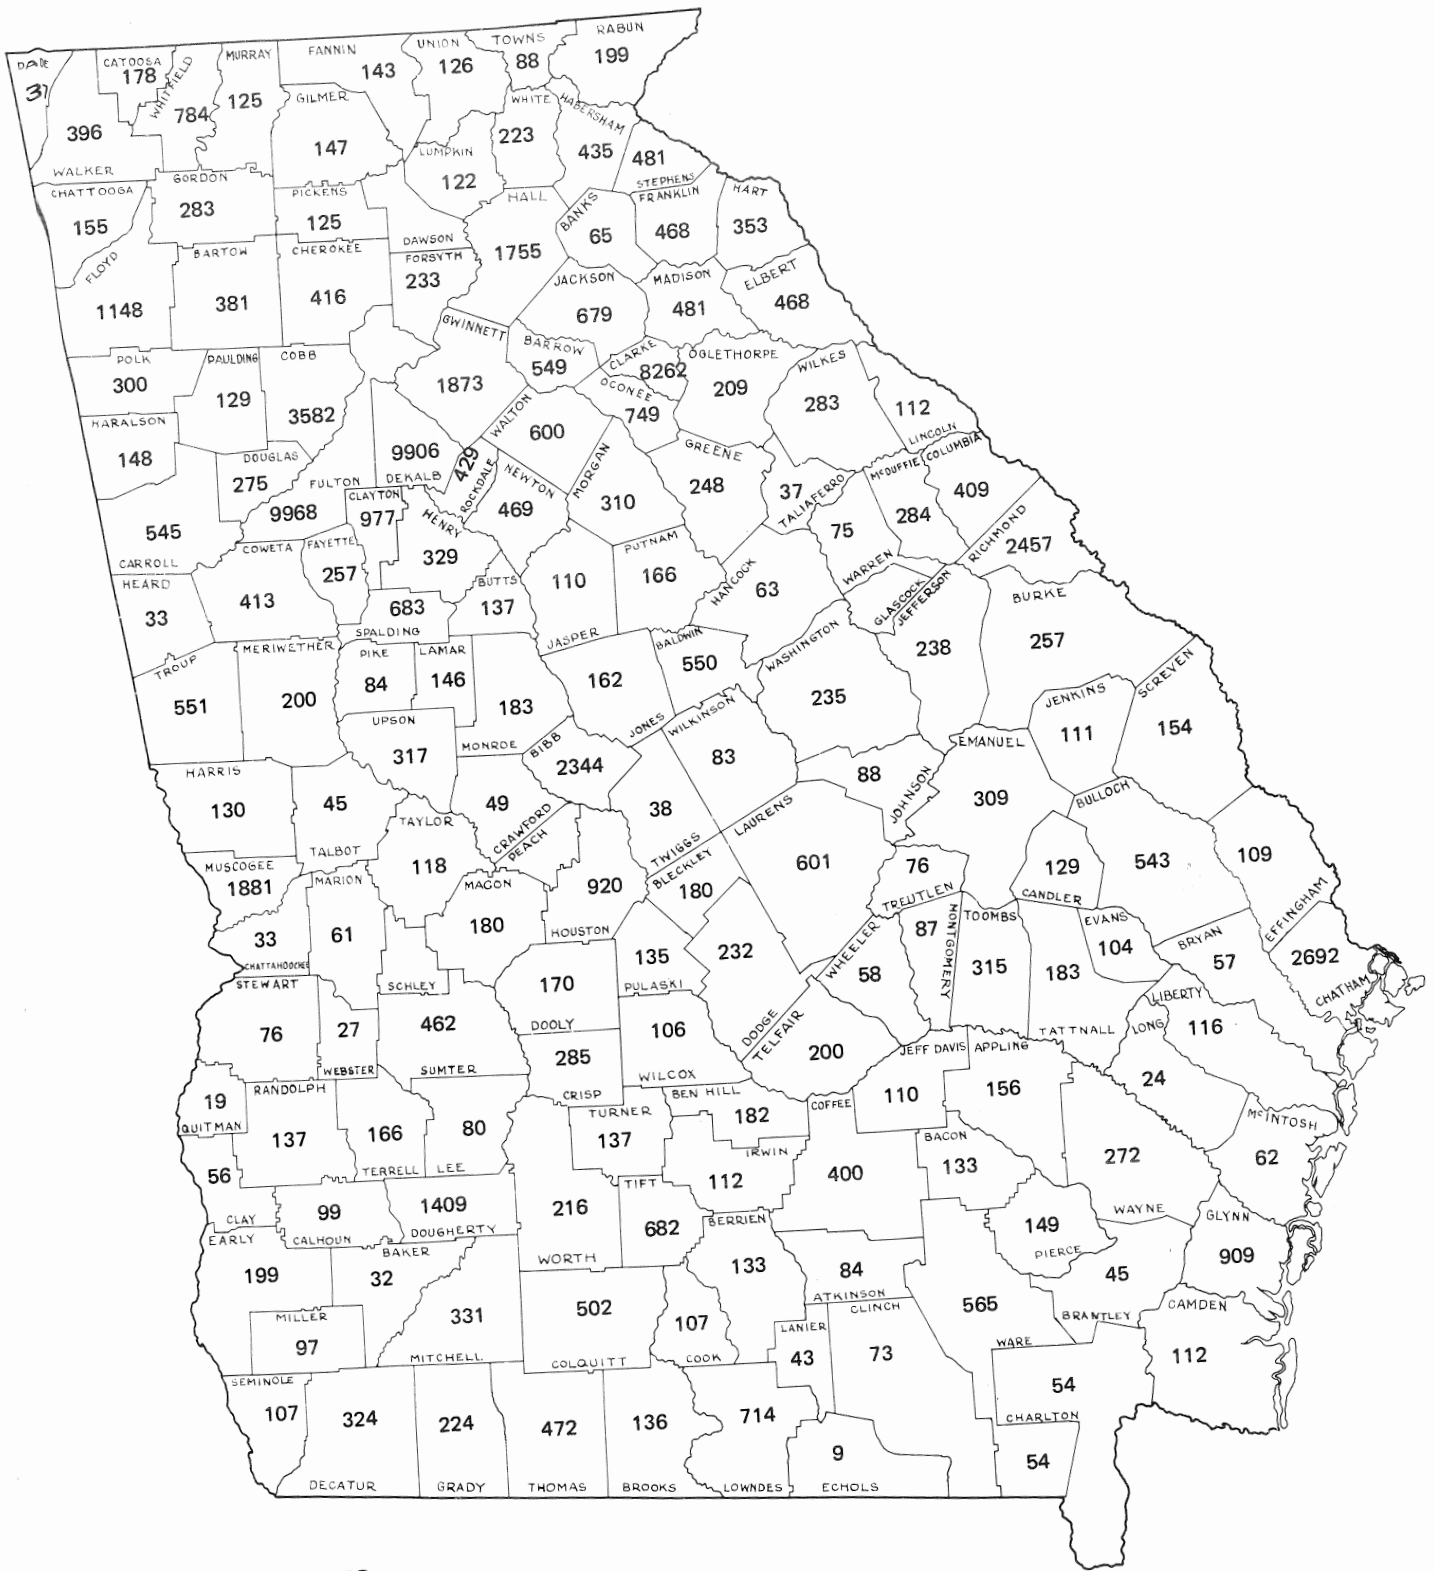 DADE
31
CATOOSA
178
WHITFIELD
784
MURRAY
125
FANNIN
143
UNION
126
TOWNS
88
RABUN
199
396
WALKER
GILMER
147
LUMPKIN
122
WHITE
223
HABERSHAM
435
481
STEPHENS
CHATTOOGA
155
GORDON
283
PICKENS
125
DAWSON
HALL
1755
BANKS
65
FRANKLIN
468
HART
353
FLOYD
1148
BARTOW
381
CHEROKEE
416
FORSYTH
233
JACKSON
679
MADISON
481
ELBERT
468
POLK
300
PAULDING
129
COBB
3582
GWINNETT
1873
BARROW
549
CLARKE
8262
OCONEE
749
OGLETHORPE
209
WILKES
283
112
LINCOLN
HARALSON
148
DOUGLAS
275
FULTON
9968
9906
DEKALB
429
ROCKDALE
WALTON
600
NEWTON
469
MORGAN
310
GREENE
248
37
TALIAFERRO
McDUFFIE
284
COLUMBIA
409
545
CARROLL
COWETA
413
FAYETTE
257
CLAYTON
977
HENRY
329
75
WARREN
RICHMOND
2457
HEARD
33
683
SPALDING
BUTTS
137
110
JASPER
PUTNAM
166
HANCOCK
63
GLASCOCK
JEFFERSON
238
BURKE
257
TROUP
551
MERIWETHER
200
PIKE
84
LAMAR
146
183
MONROE
162
JONES
BALDWIN
550
WASHINGTON
235
JENKINS
111
SCREVEN
154
UPSON
317
BIBB
2344
WILKINSON
83
88
JOHNSON
EMANUEL
309
HARRIS
130
45
TALBOT
TAYLOR
118
49
CRAWFORD
PEACH
38
TWIGGS
LAURENS
601
BULLOCH
543
109
EFFINGHAM
MUSCOGEE
1881
MARION
61
MACON
180
920
HOUSTON
BLECKLEY
180
76
TREUTLEN
129
CANDLER
33
CHATTAHOOCHEE
SCHLEY
170
DOOLY
135
PULASKI
232
DODGE
WHEELER
58
87
MONTGOMERY
TOOMBS
315
183
TATTNALL
EVANS
104
BRYAN
57
2692
CHATHAM
STEWART
76
27
WEBSTER
462
SUMTER
285
CRISP
106
WILCOX
TELFAIR
200
JEFF DAVIS
110
APPLING
156
LONG
24
LIBERTY
116
19
QUITMAN
RANDOLPH
137
166
TERRELL
80
LEE
TURNER
137
BEN HILL
182
COFFEE
400
BACON
133
272
WAYNE
McINTOSH
62
56
CLAY
99
CALHOUN
1409
DOUGHERTY
216
WORTH
TIFT
682
IRWIN
112
BERRIEN
133
84
ATKINSON
149
PIERCE
GLYNN
909
EARLY
199
BAKER
32
331
MITCHELL
502
COLQUITT
107
COOK
LANIER
43
CLINCH
73
565
WARE
45
BRANTLEY
CAMDEN
112
MILLER
97
SEMINOLE
107
324
DECATUR
224
GRADY
472
THOMAS
136
BROOKS
714
LOWNDES
9
ECHOLS
54
CHARLTON
54